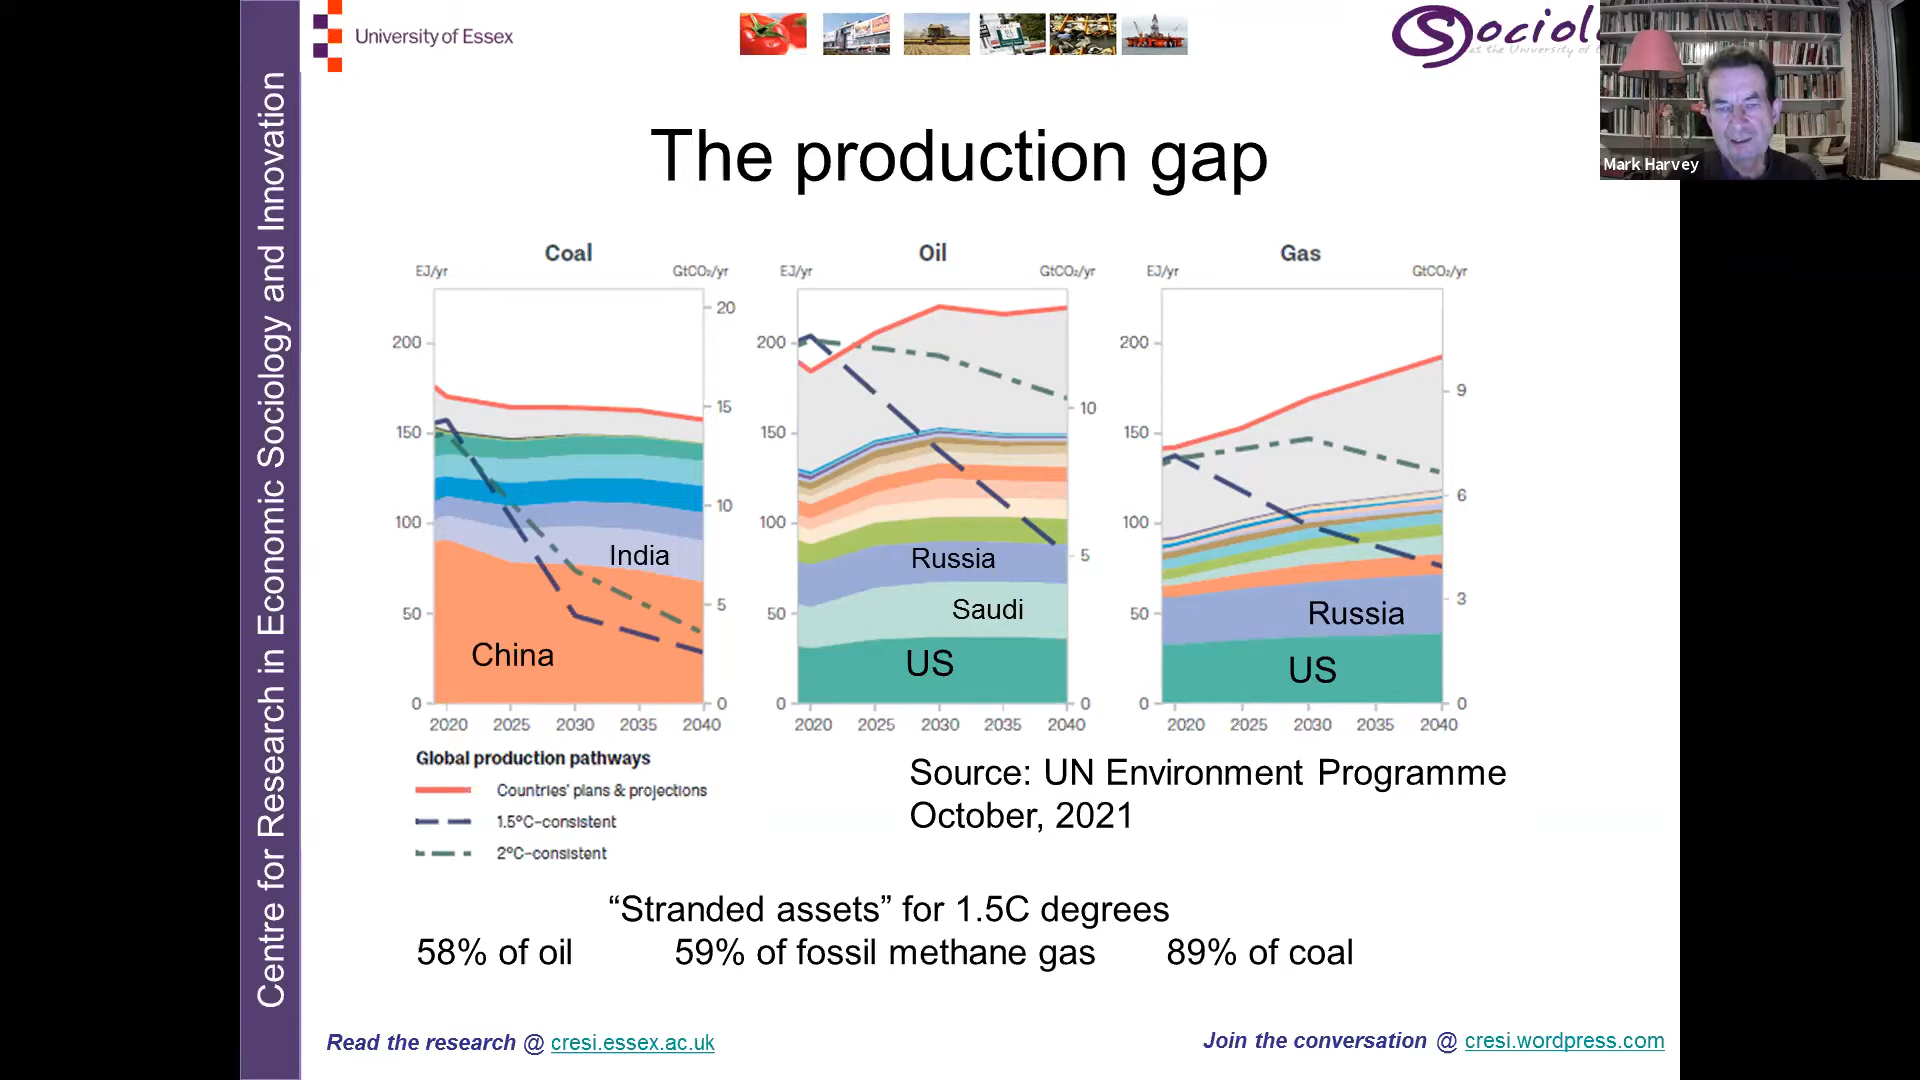 University of Essex
Sociol
at the University of
Mark Harvey
Centre for Research in Economic Sociology and Innovation
The production gap
Coal
EJ/yr
GtCO₂/yr
200
150
100
50
0
20
15
10
5
0
India
China
2020 2025 2030 2035 2040
Oil
EJ/yr
GtCO₂/yr
200
150
100
50
0
10
5
0
Russia
Saudi
US
2020 2025 2030 2035 2040
Gas
EJ/yr
GtCO₂/yr
200
150
100
50
0
9
6
3
0
Russia
US
2020 2025 2030 2035 2040
Global production pathways
Countries' plans & projections
1.5°C-consistent
2°C-consistent
Source: UN Environment Programme
October, 2021
“Stranded assets” for 1.5C degrees
58% of oil 59% of fossil methane gas 89% of coal
Read the research @ cresi.essex.ac.uk
Join the conversation @ cresi.wordpress.com